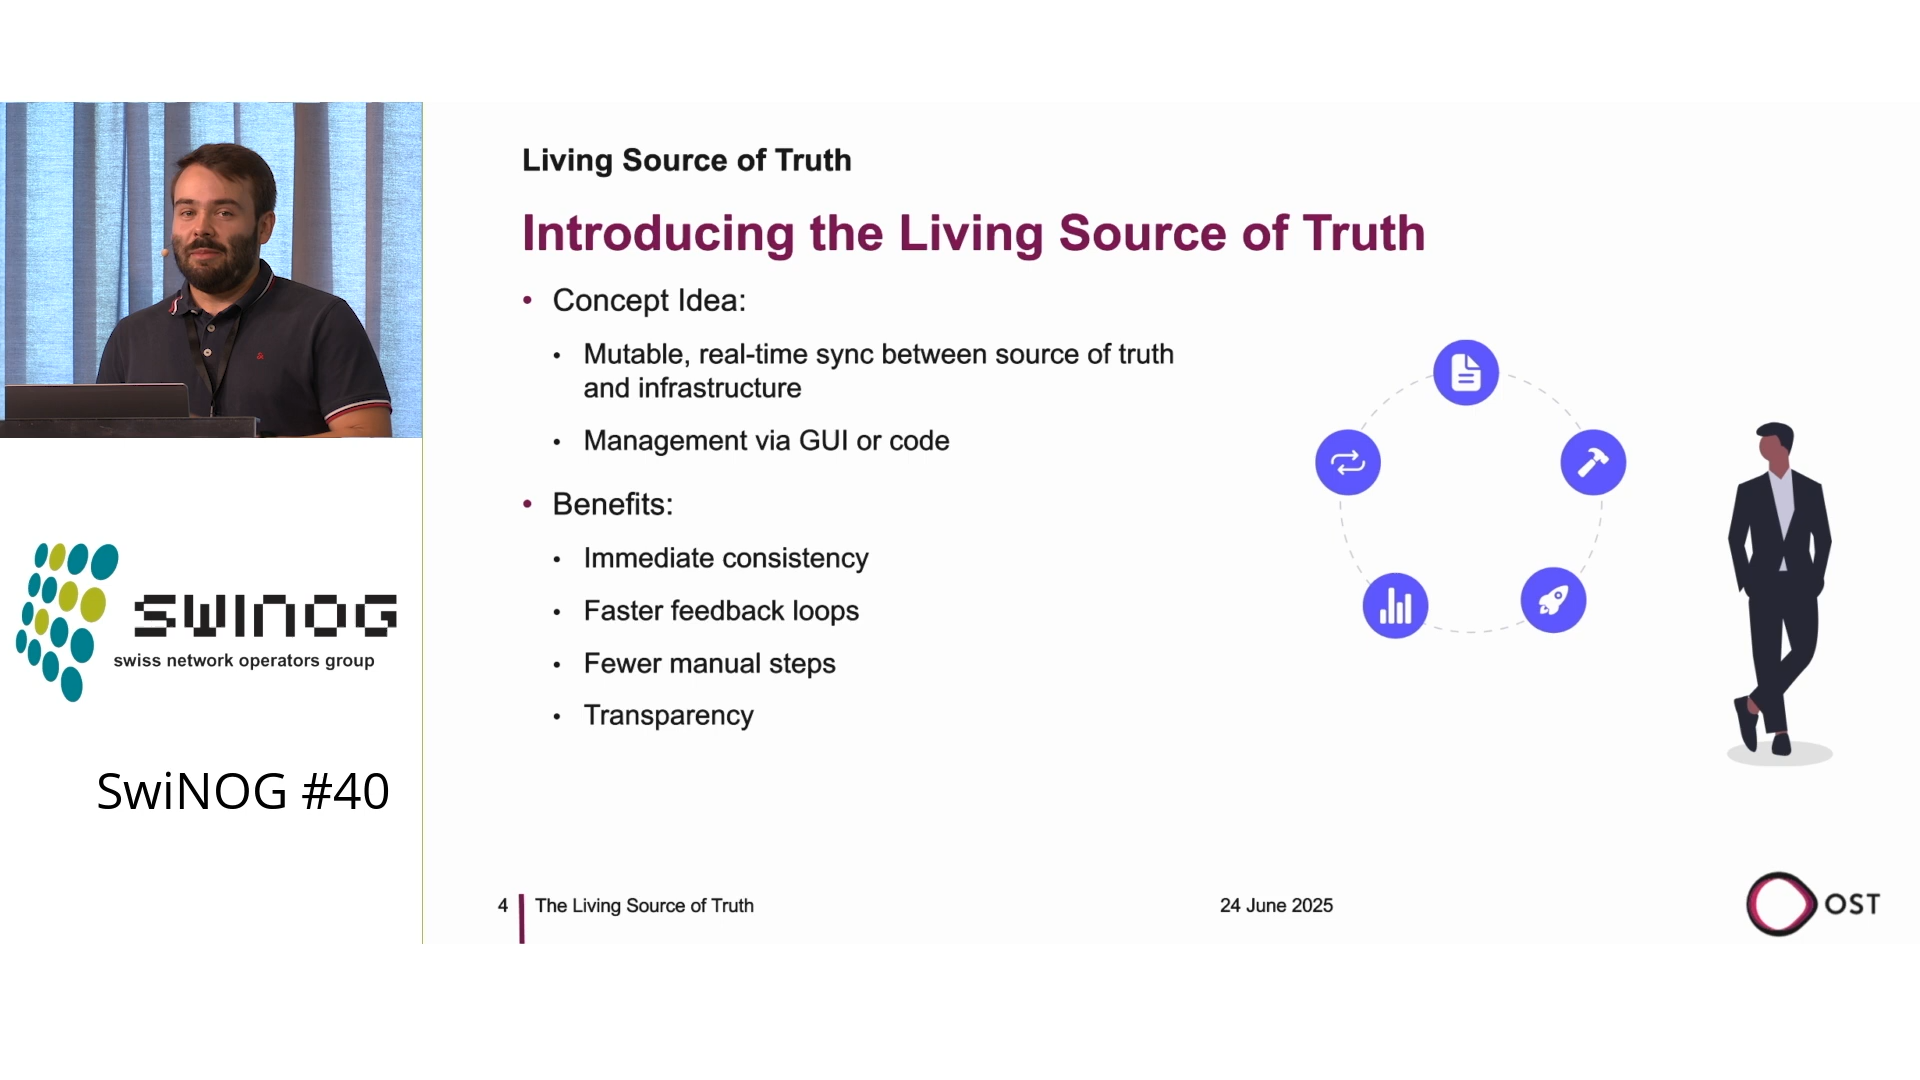 Living Source of Truth
Introducing the Living Source of Truth
• Concept Idea:
• Mutable, real-time sync between source of truth
and infrastructure
• Management via GUI or code
• Benefits:
• Immediate consistency
• Faster feedback loops
• Fewer manual steps
• Transparency
swinog
swiss network operators group
SwiNOG #40
4
The Living Source of Truth
24 June 2025
OST